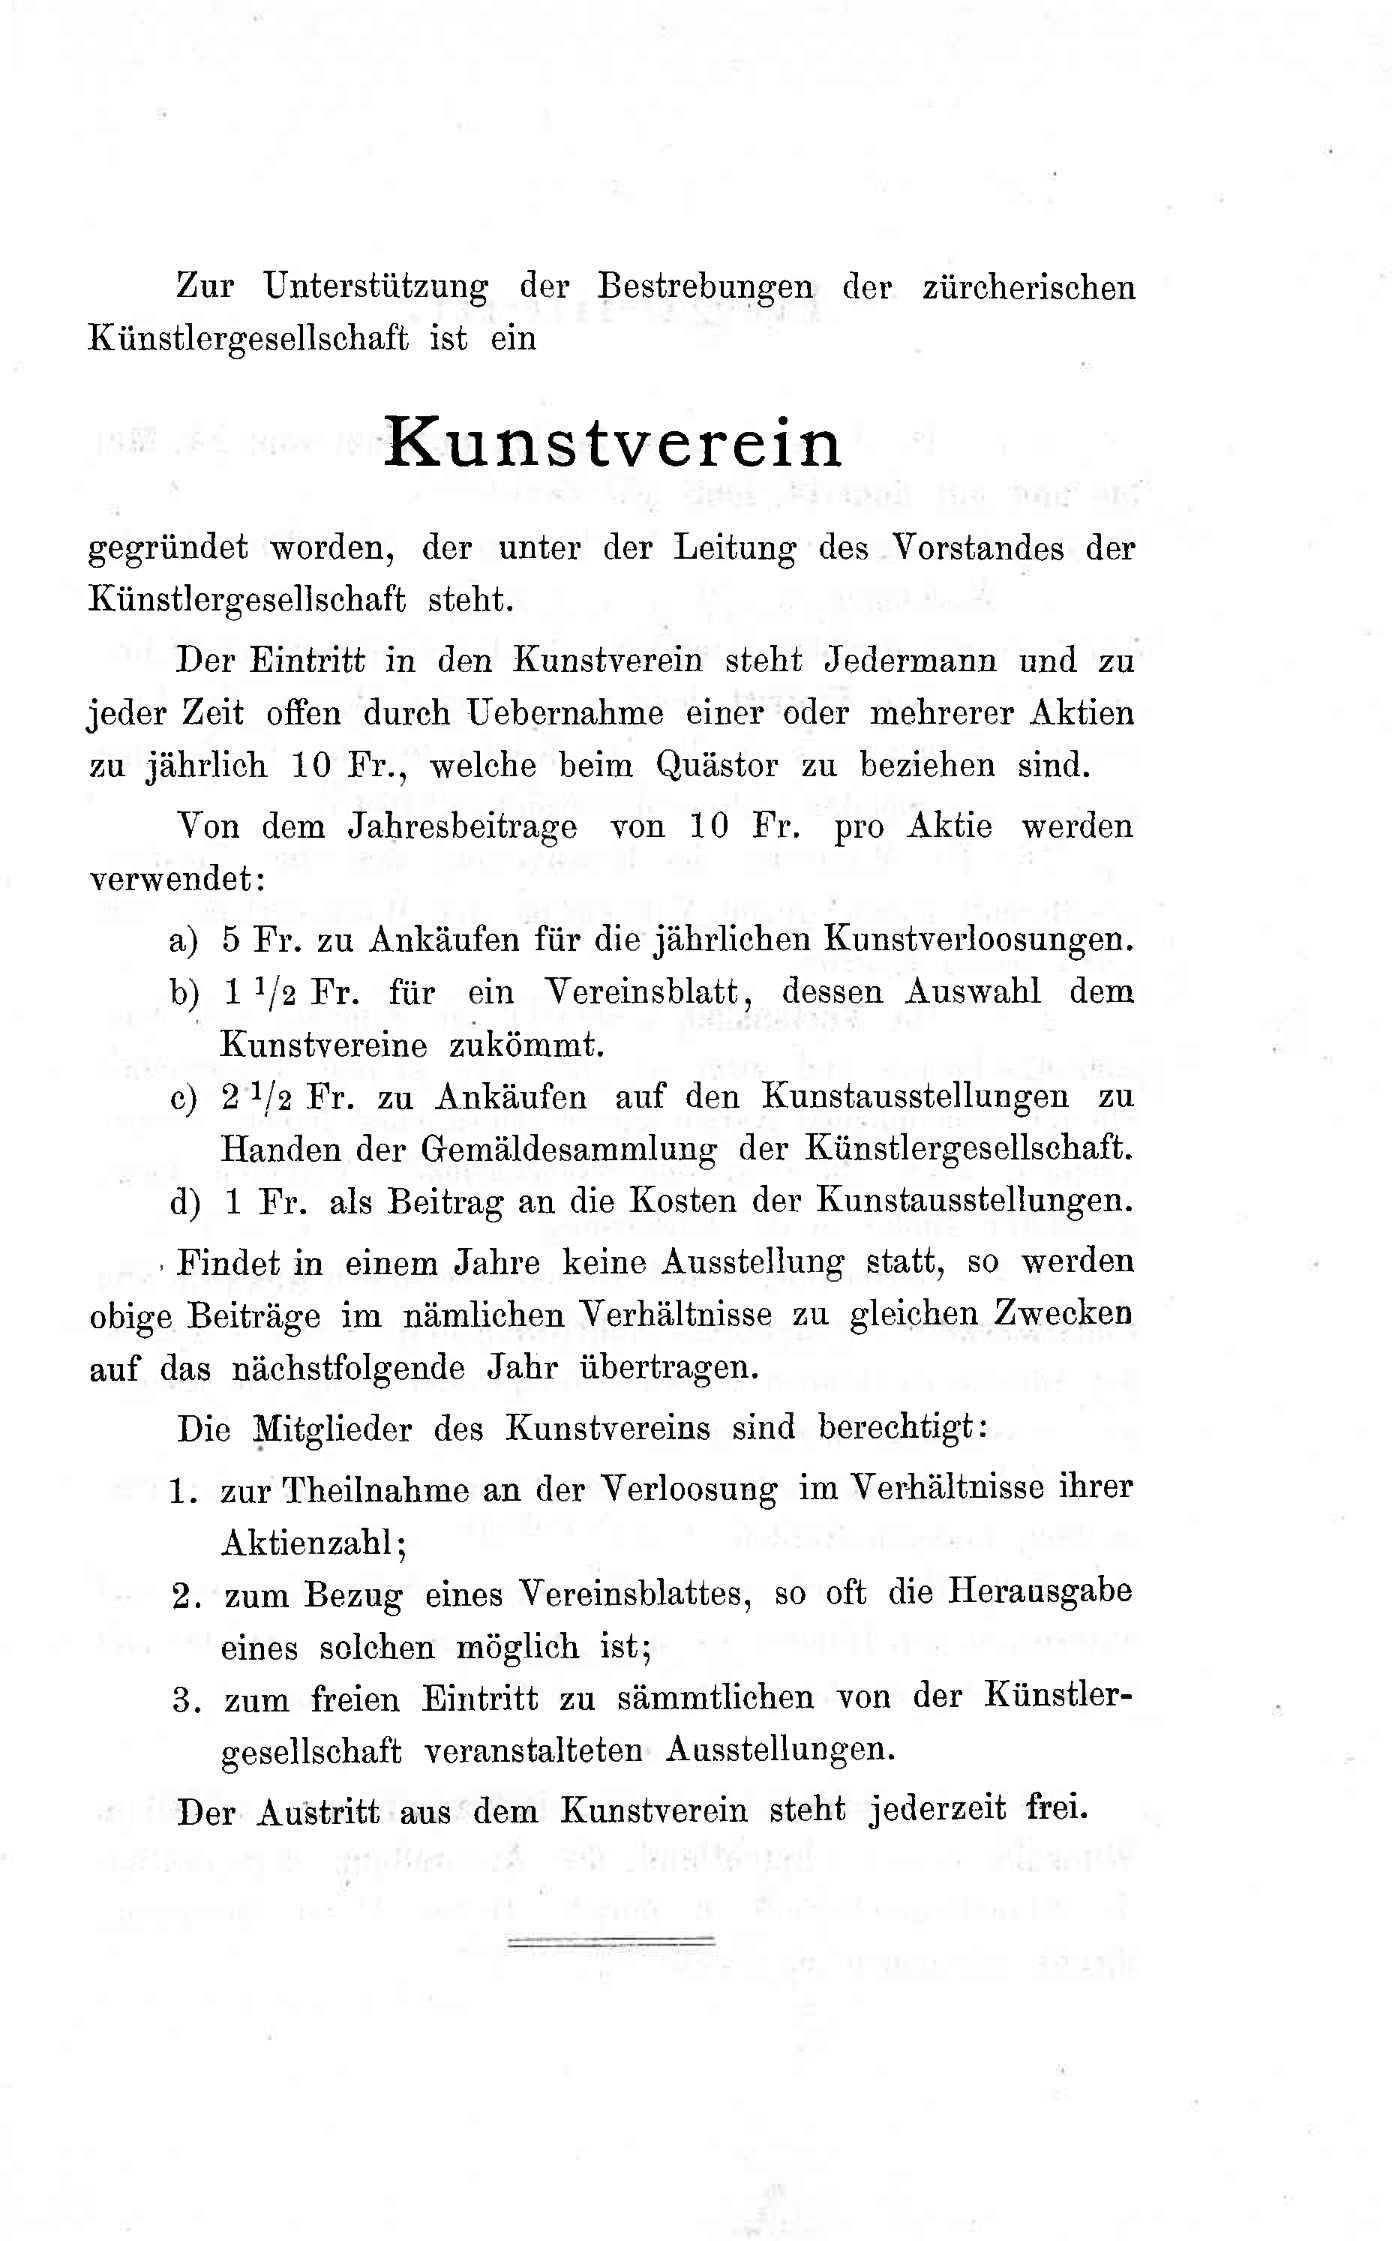 Zur Unterstützung der Bestrebungen der zürcherischen
Künstlergesellschaft ist ein
Kunstverein
gegründet worden, der unter der Leitung des Vorstandes der
Künstlergesellschaft steht.
Der Eintritt in den Kunstverein steht Jedermann und zu
jeder Zeit offen durch Uebernahme einer oder mehrerer Aktien
zu jährlich 10 Fr., welche beim Quästor zu beziehen sind.
Von dem Jahresbeitrage von 10 Fr. pro Aktie werden
verwendet:
a) 5 Fr. zu Ankäufen für die jährlichen Kunstverloosungen.
b) 1 1/2 Fr. für ein Vereinsblatt, dessen Auswahl dem
Kunstvereine zukömmt.
c) 2 1/2 Fr. zu Ankäufen auf den Kunstausstellungen zu
Handen der Gemäldesammlung der Künstlergesellschaft.
d) 1 Fr. als Beitrag an die Kosten der Kunstausstellungen.
Findet in einem Jahre keine Ausstellung statt, so werden
obige Beiträge im nämlichen Verhältnisse zu gleichen Zwecken
auf das nächstfolgende Jahr übertragen.
Die Mitglieder des Kunstvereins sind berechtigt:
1. zur Theilnahme an der Verloosung im Verhältnisse ihrer
Aktienzahl;
2. zum Bezug eines Vereinsblattes, so oft die Herausgabe
eines solchen möglich ist;
3. zum freien Eintritt zu sämmtlichen von der Künstler-
gesellschaft veranstalteten Ausstellungen.
Der Austritt aus dem Kunstverein steht jederzeit frei.